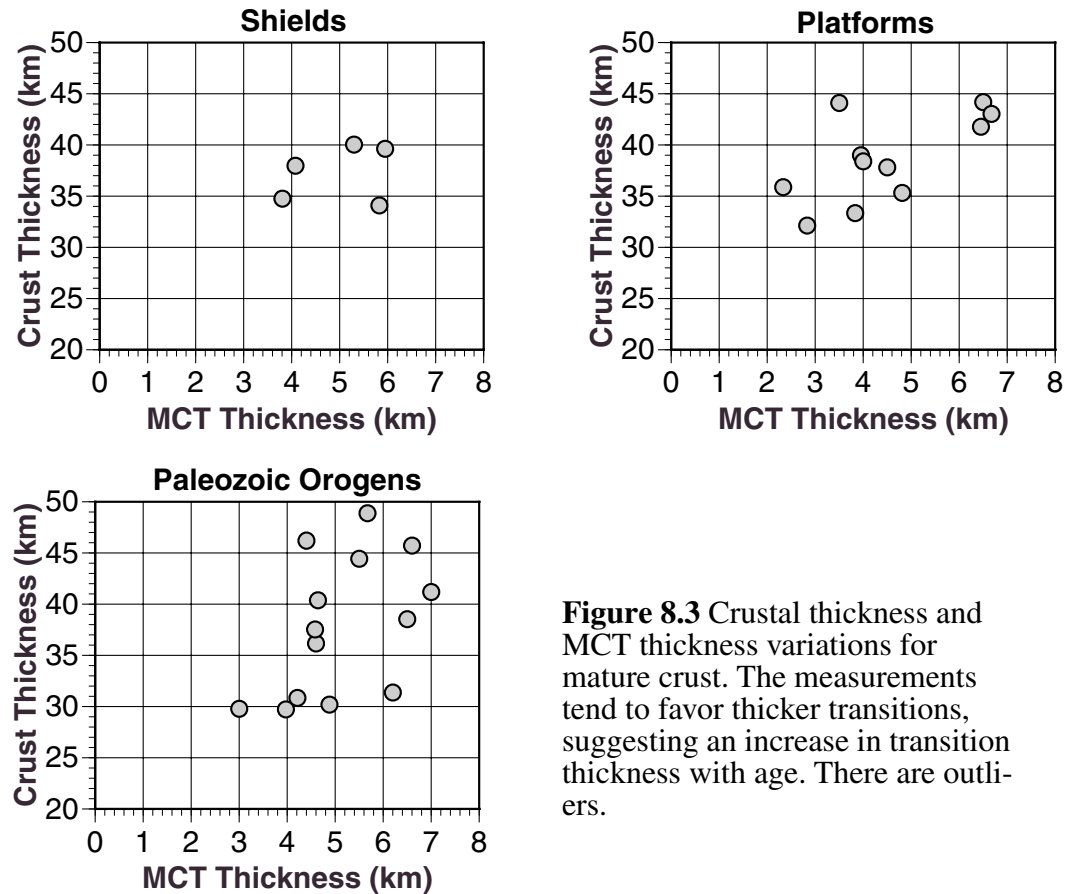 Shields
50
45
40
35
30
25
20
Crust Thickness (km)
0 1 2 3 4 5 6 7 8
MCT Thickness (km)
Platforms
50
45
40
35
30
25
20
Crust Thickness (km)
0 1 2 3 4 5 6 7 8
MCT Thickness (km)
Paleozoic Orogens
50
45
40
35
30
25
20
Crust Thickness (km)
0 1 2 3 4 5 6 7 8
MCT Thickness (km)
Figure 8.3 Crustal thickness and
MCT thickness variations for
mature crust. The measurements
tend to favor thicker transitions,
suggesting an increase in transition
thickness with age. There are outli-
ers.